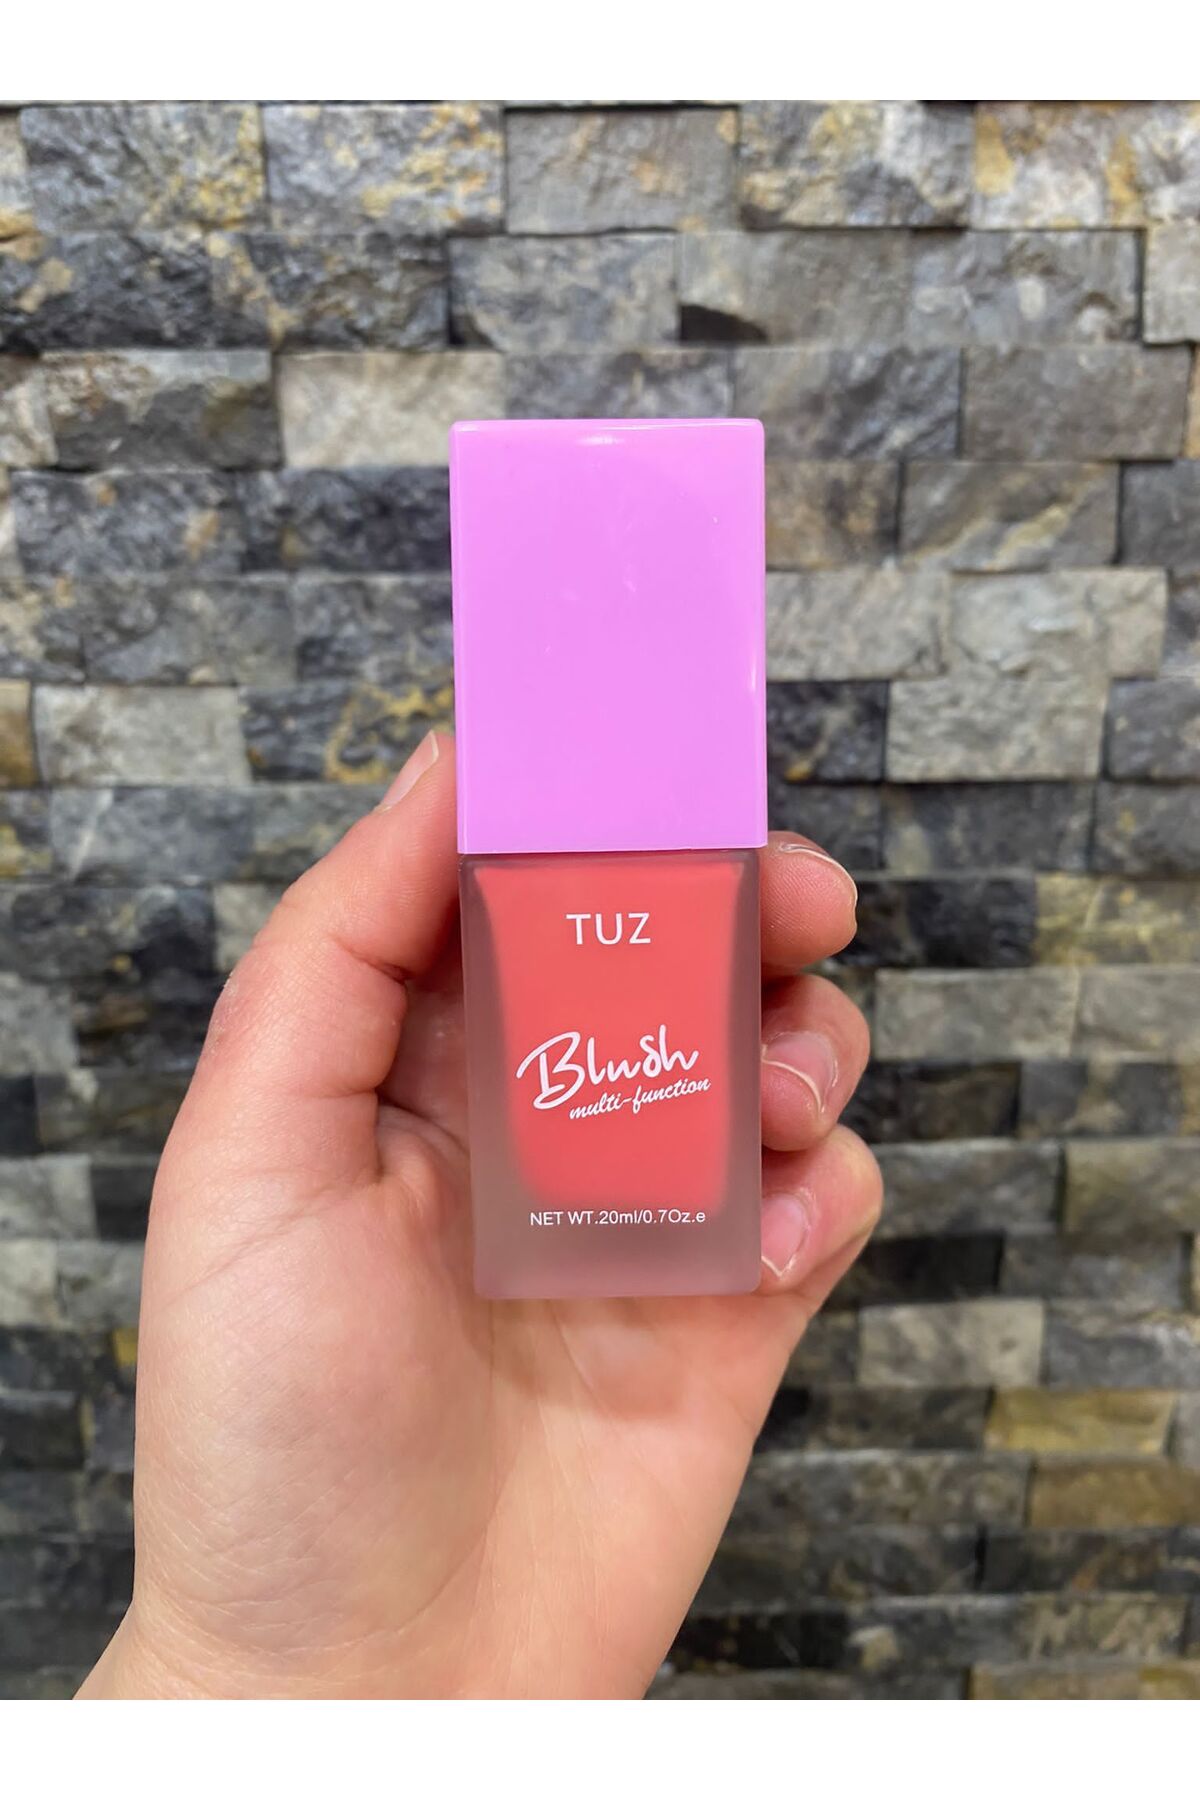 TUZ
Blush
multi-function
NET WT.20ml/0.7Oz.e